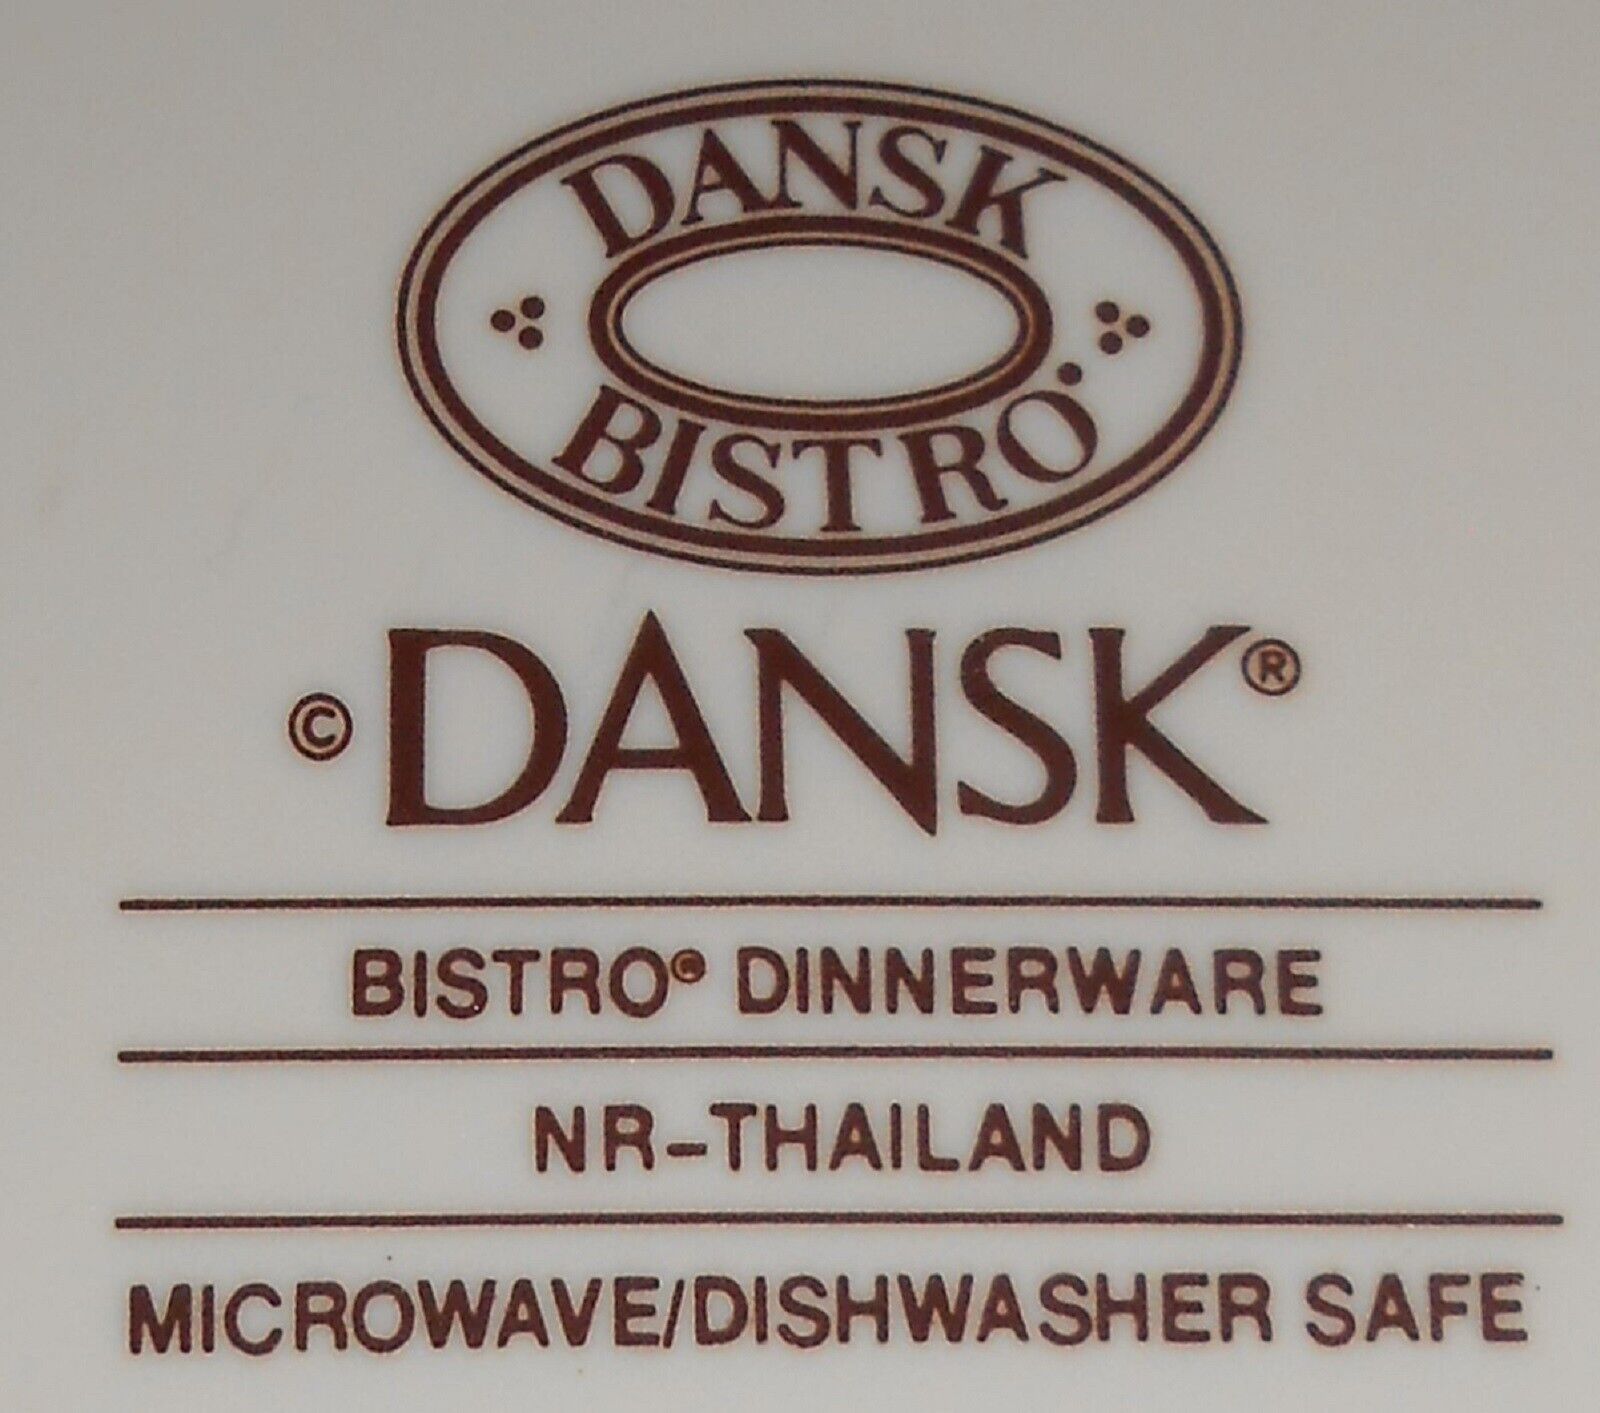 DANSK
BISTRO
© DANSK®
BISTRO® DINNERWARE
NR-THAILAND
MICROWAVE/DISHWASHER SAFE